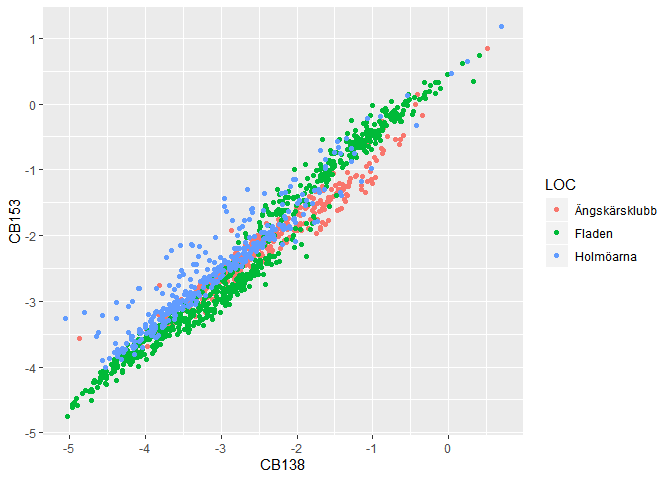 1
0
-1
-2
-3
-4
-5
CB153
-5 -4 -3 -2 -1 0
CB138
LOC
Ängskärsklubb
Fladen
Holmöarna